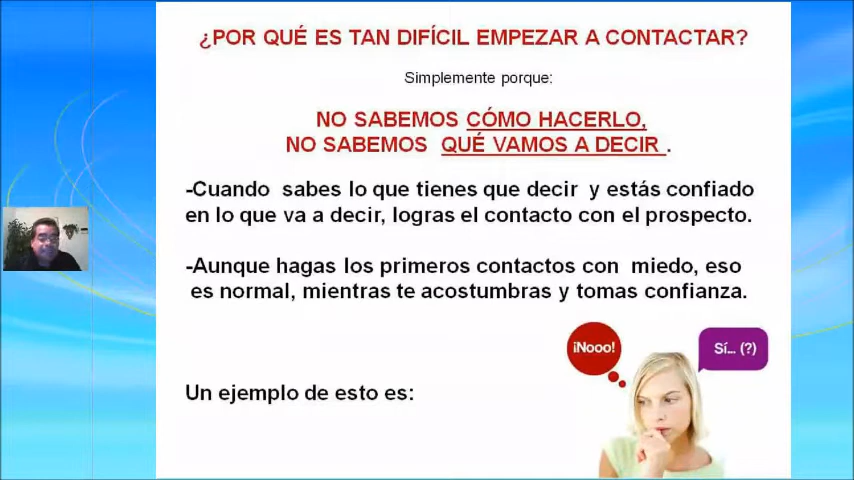 ¿POR QUÉ ES TAN DIFÍCIL EMPEZAR A CONTACTAR?
Simplemente porque:
NO SABEMOS CÓMO HACERLO,
NO SABEMOS QUÉ VAMOS A DECIR .
-Cuando sabes lo que tienes que decir y estás confiado
en lo que va a decir, logras el contacto con el prospecto.
-Aunque hagas los primeros contactos con miedo, eso
es normal, mientras te acostumbras y tomas confianza.
¡Nooo!
Sí... (?)
Un ejemplo de esto es: